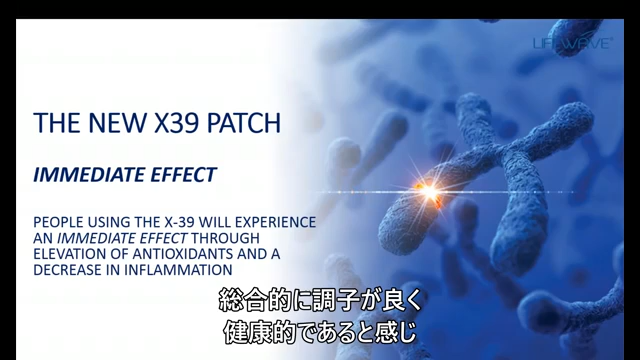 LIFEWAVE
THE NEW X39 PATCH
IMMEDIATE EFFECT
PEOPLE USING THE X-39 WILL EXPERIENCE
AN IMMEDIATE EFFECT THROUGH
ELEVATION OF ANTIOXIDANTS AND A
DECREASE IN INFLAMMATION
総合的に調子が良く
健康的であると感じ